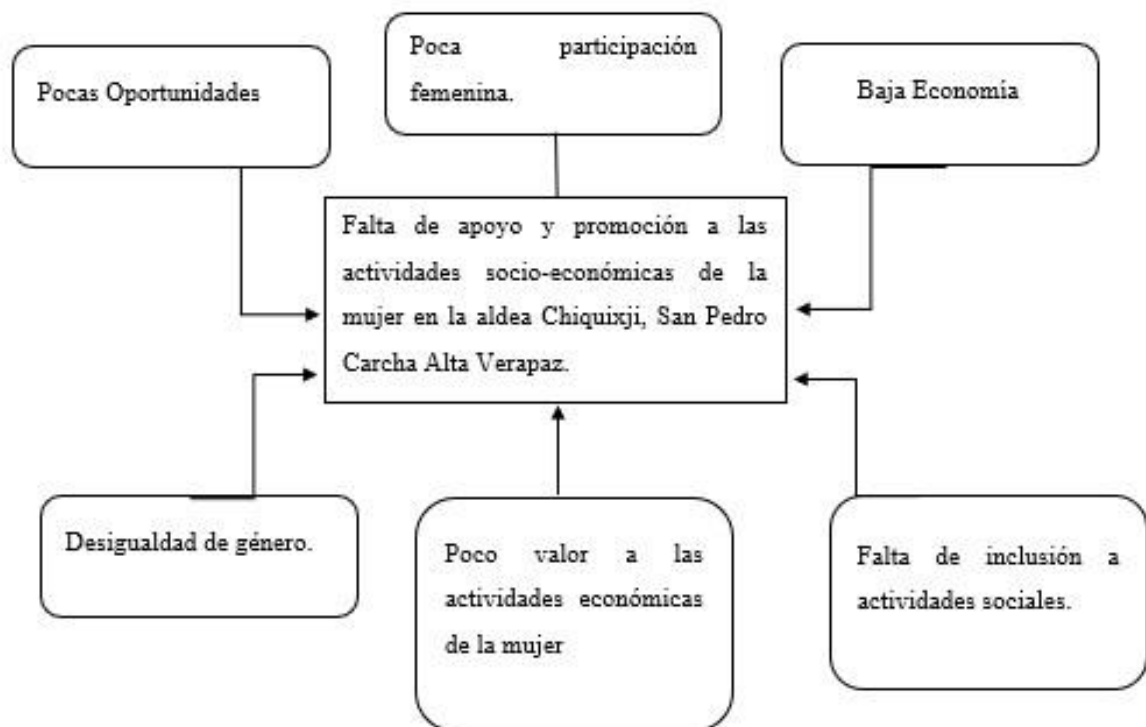 Poca participación
femenina.
Pocas Oportunidades
Baja Economía
Falta de apoyo y promoción a las
actividades socio-económicas de la
mujer en la aldea Chiquixji, San Pedro
Carcha Alta Verapaz.
Desigualdad de género.
Poco valor a las
actividades económicas
de la mujer
Falta de inclusión a
actividades sociales.